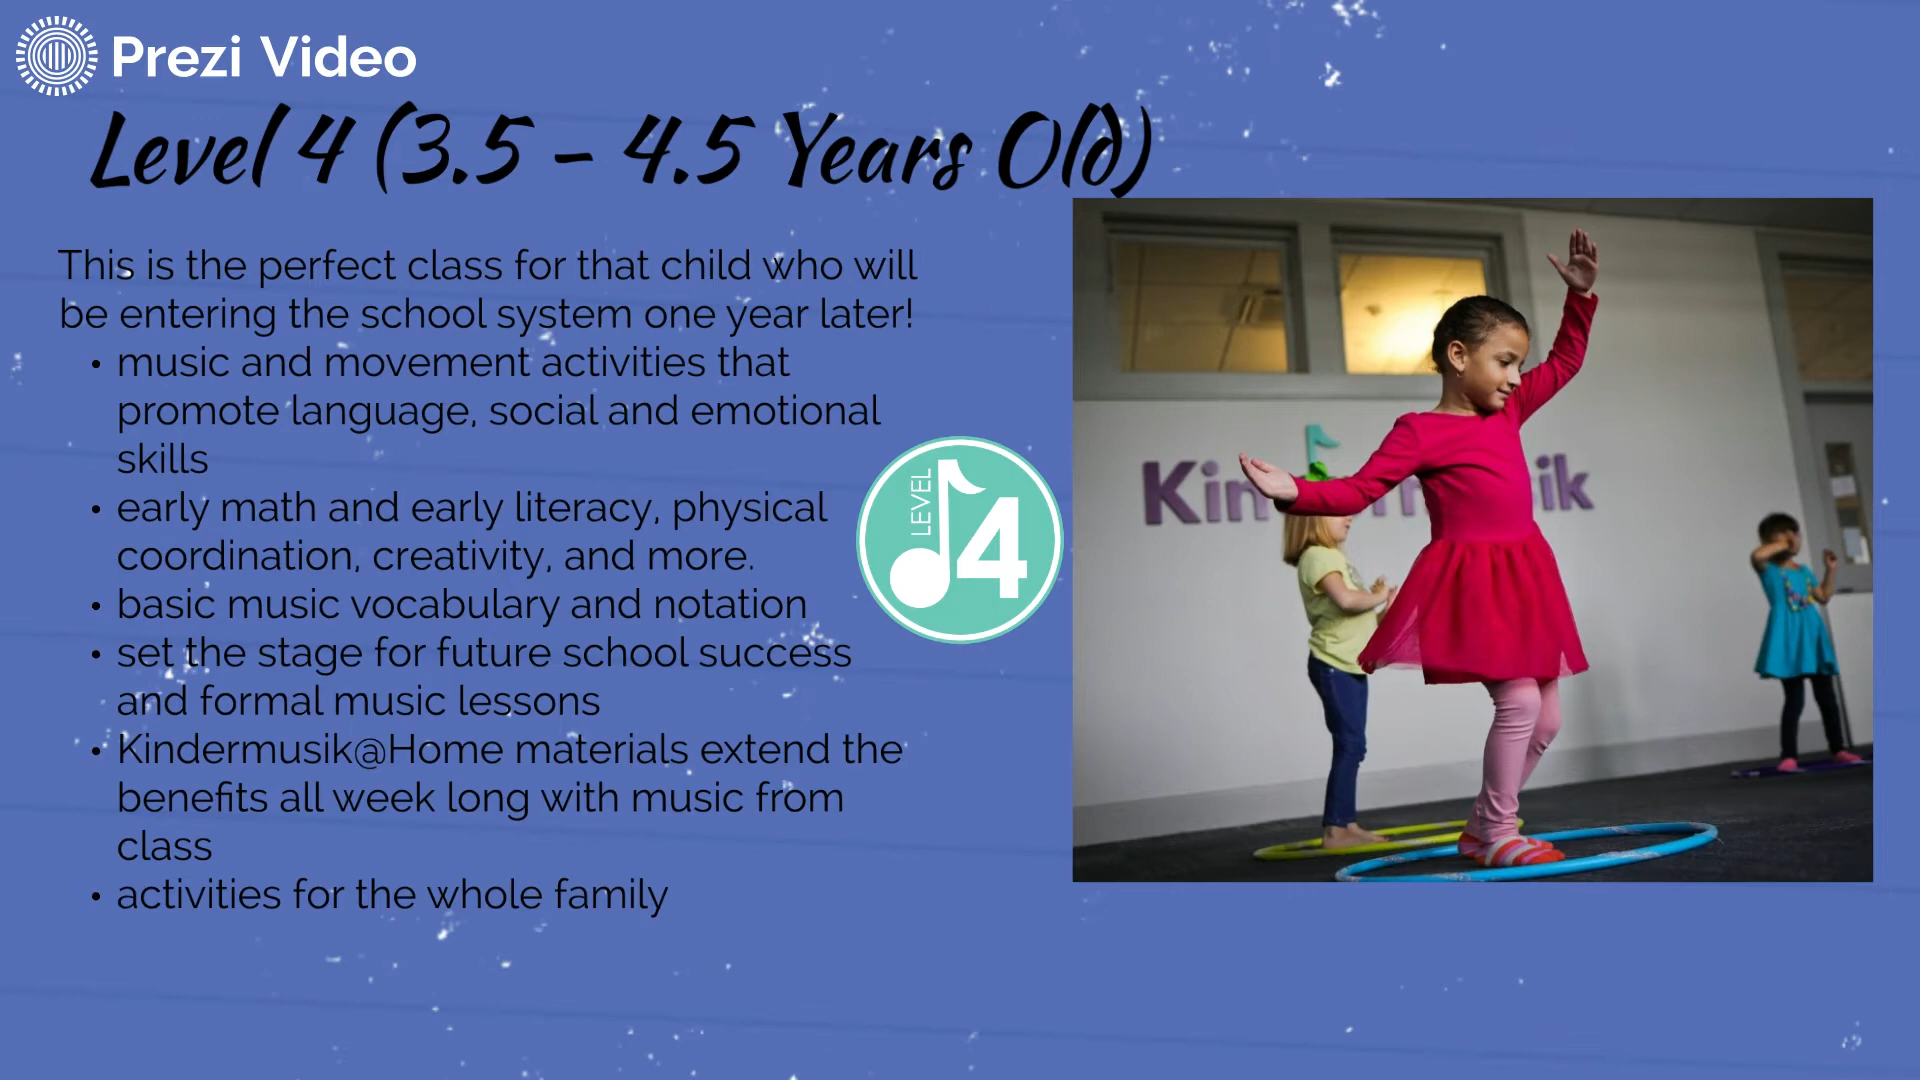 Prezi Video
Level 4 (3.5 - 4.5 Years Old)
This is the perfect class for that child who will
be entering the school system one year later!
• music and movement activities that
promote language, social and emotional
skills
• early math and early literacy, physical
coordination, creativity, and more.
• basic music vocabulary and notation
• set the stage for future school success
and formal music lessons
• Kindermusik@Home materials extend the
benefits all week long with music from
class
• activities for the whole family
LEVEL
4